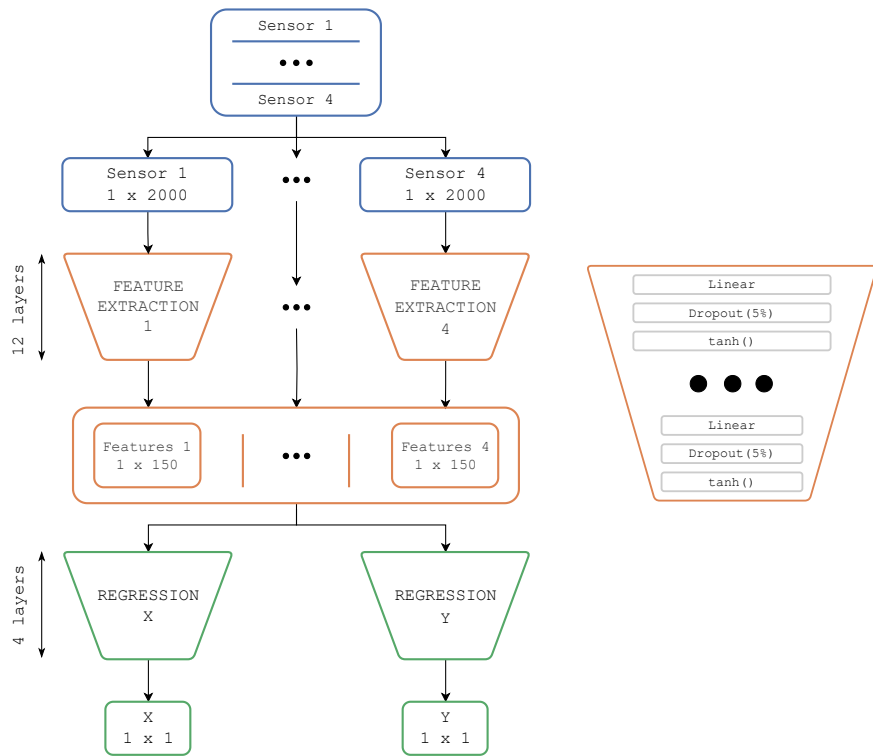 Sensor 1
Sensor 4
Sensor 1
1 x 2000
Sensor 4
1 x 2000
12 layers
FEATURE
EXTRACTION
1
FEATURE
EXTRACTION
4
Features 1
1 x 150
Features 4
1 x 150
4 layers
REGRESSION
X
REGRESSION
Y
X
1 x 1
Y
1 x 1
Linear
Dropout(5%)
tanh()
Linear
Dropout(5%)
tanh()